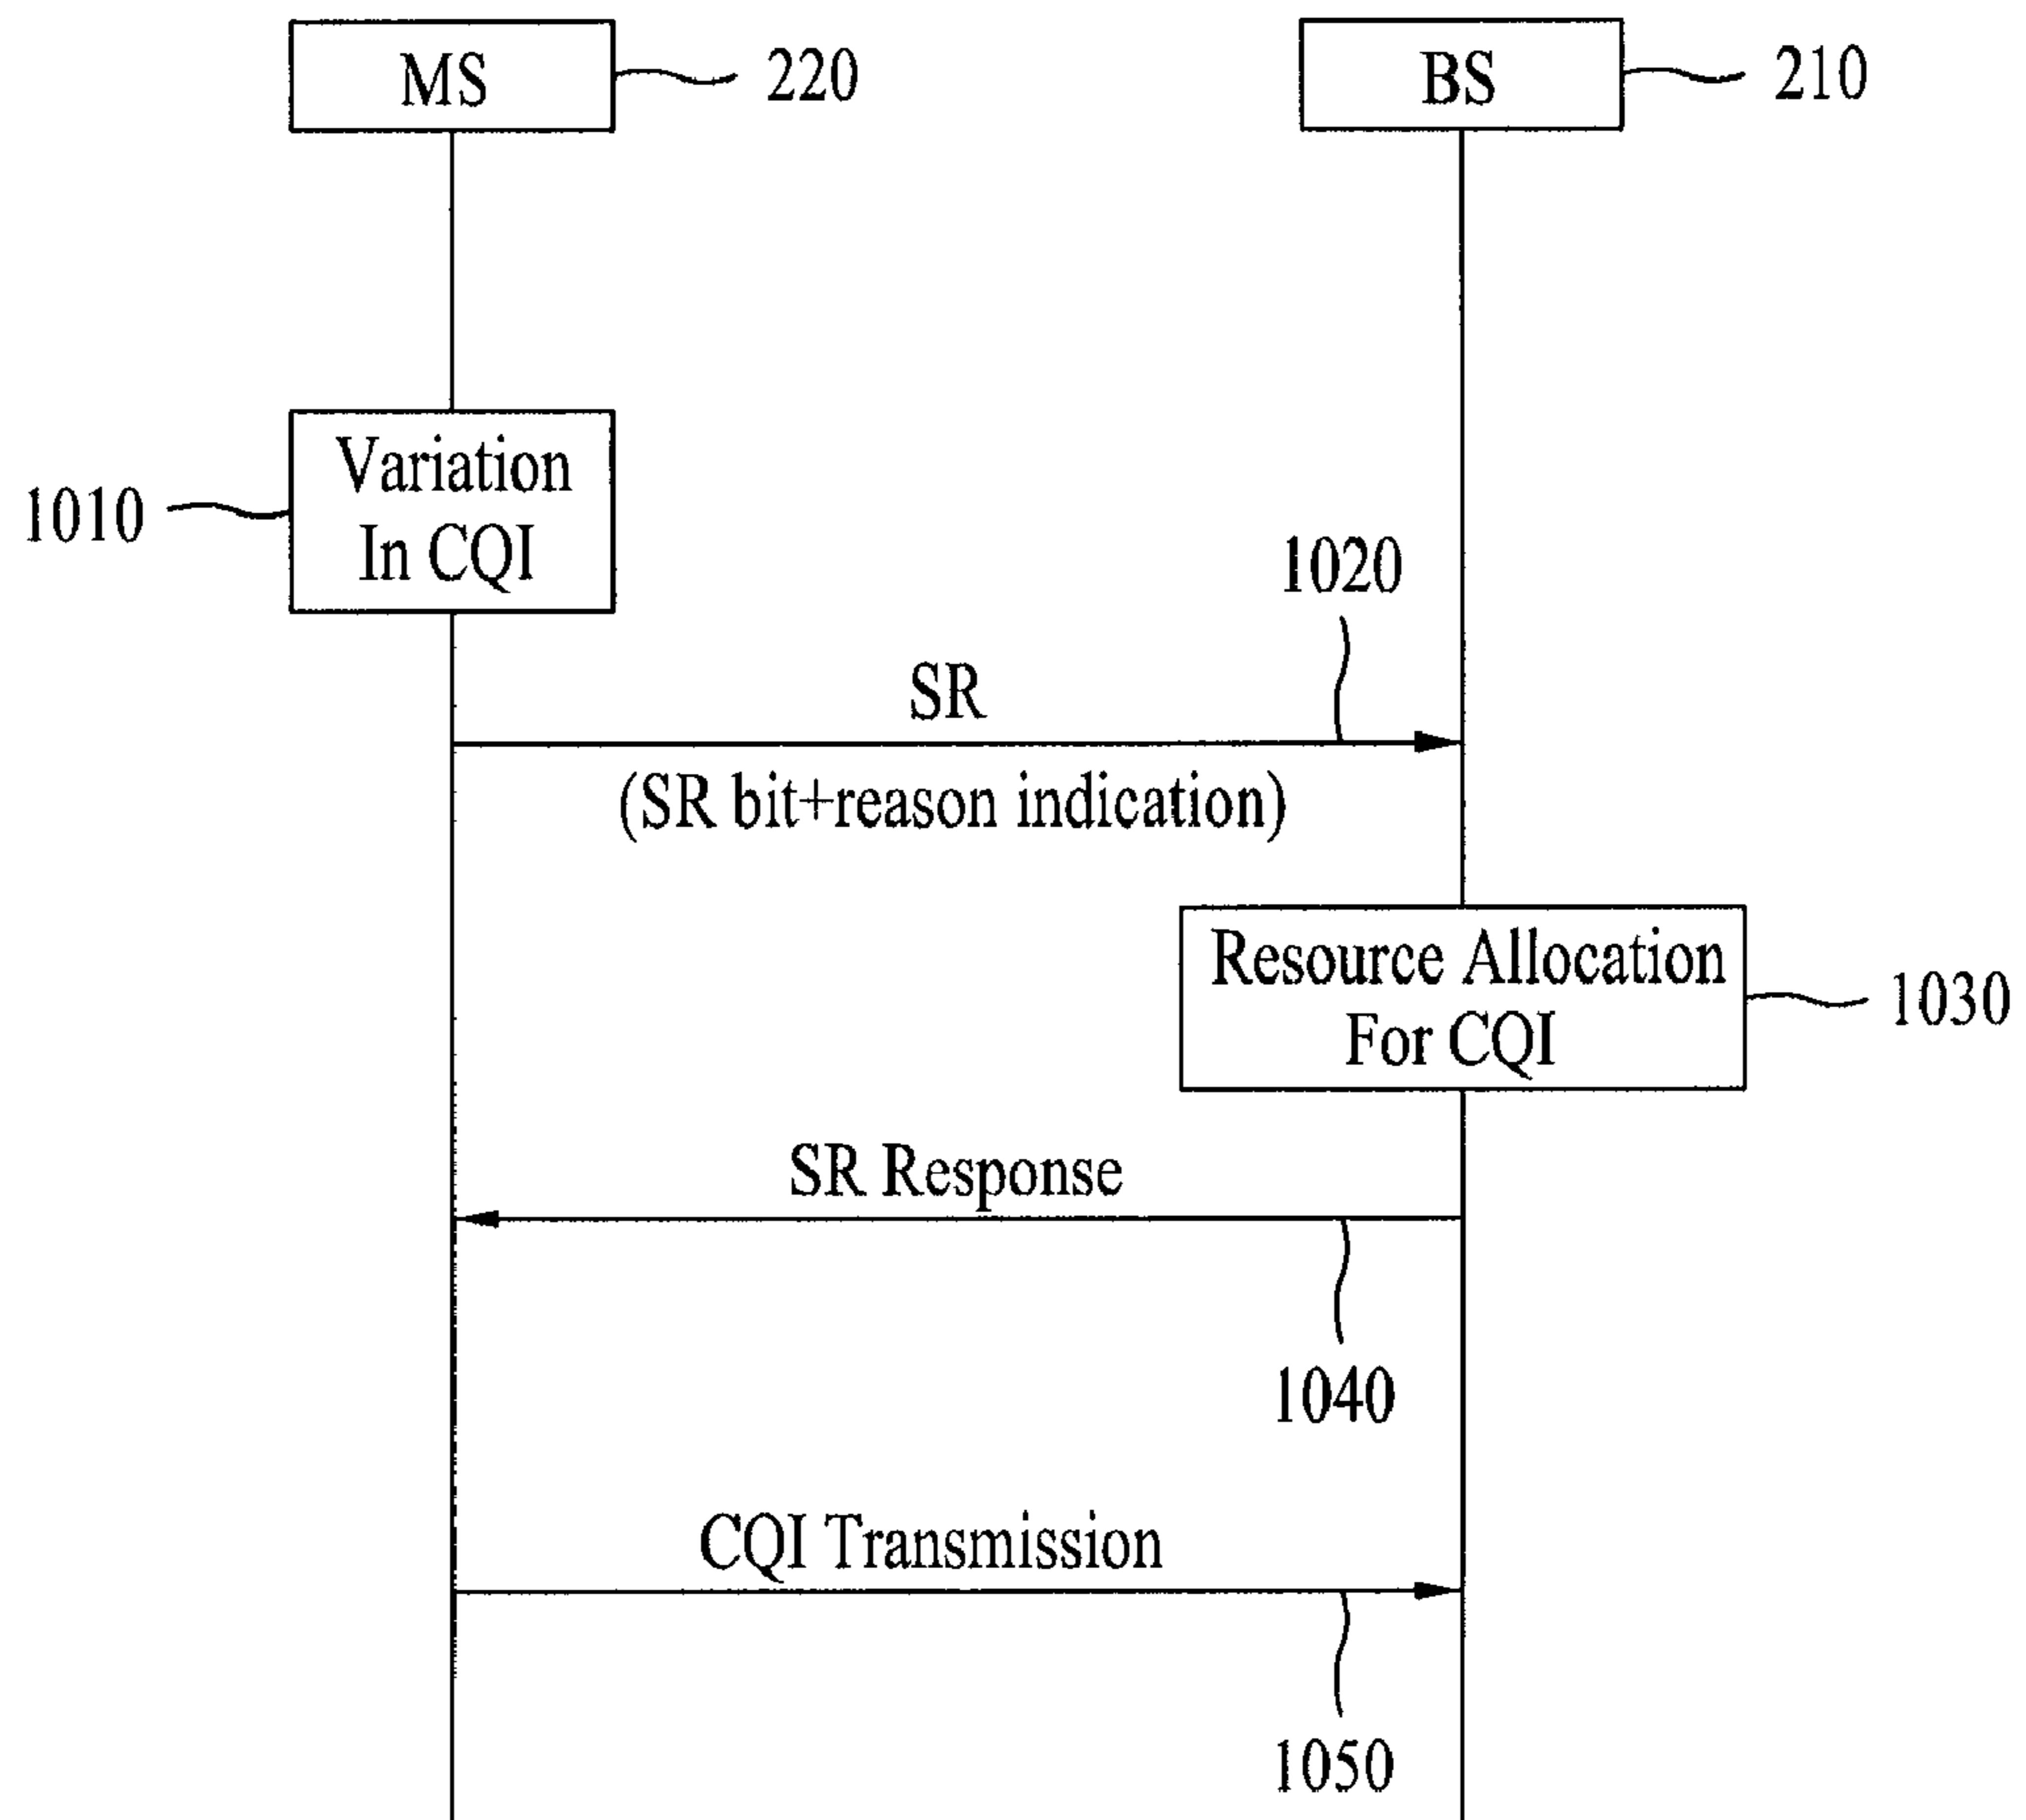 MS
220
BS
210
Variation
In CQI
1010
1020
SR
(SR bit+reason indication)
Resource Allocation
For CQI
1030
SR Response
1040
CQI Transmission
1050